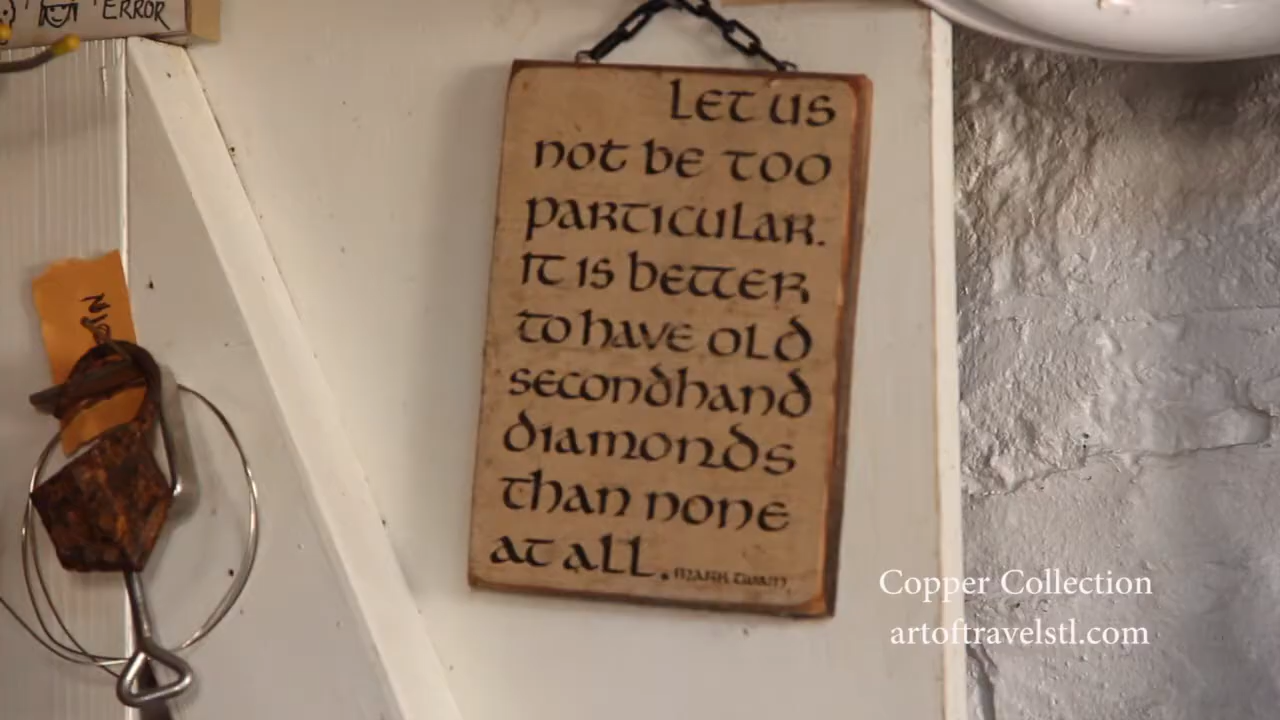 ERROR
LET US
NOT BE TOO
PARTICULAR.
IT IS BETTER
TO HAVE OLD
SECONDHAND
DIAMONDS
THAN NONE
AT ALL. MARK TWAIN
Copper Collection
artoftravelstl.com